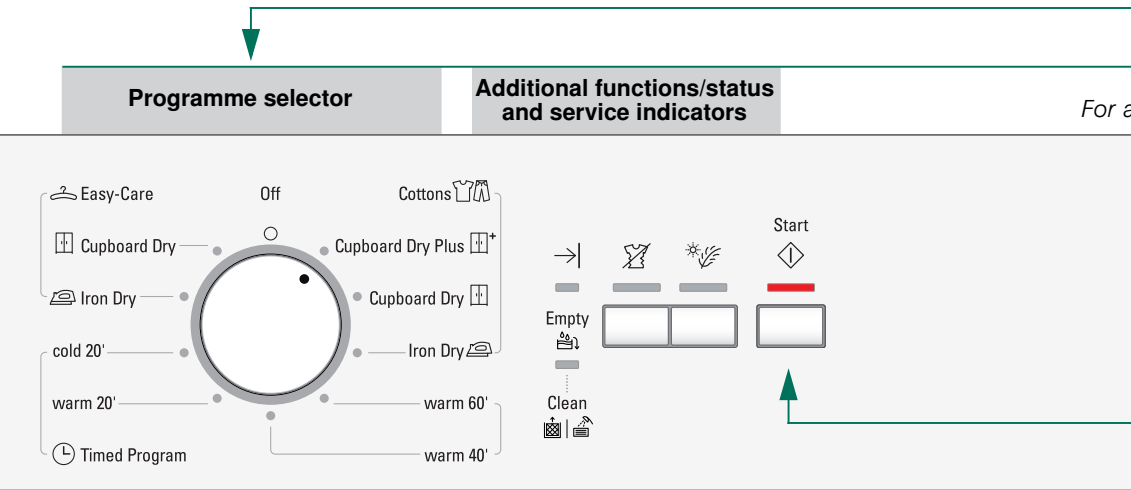 Programme selector
Additional functions/status
and service indicators
For a
Easy-Care
Off
Cottons
Cupboard Dry
Cupboard Dry Plus
Iron Dry
Cupboard Dry
cold 20'
Iron Dry
warm 20'
warm 60'
Timed Program
warm 40'
Start
Empty
Clean